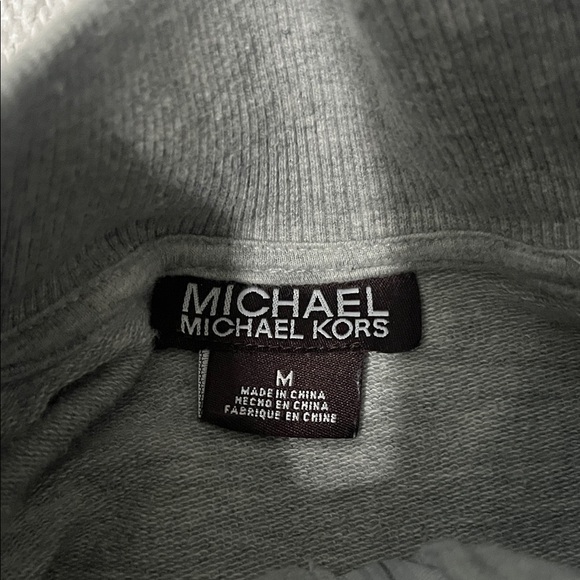 MICHAEL
MICHAEL KORS
M
MADE IN CHINA
HECHO EN CHINA
FABRIQUE EN CHINE